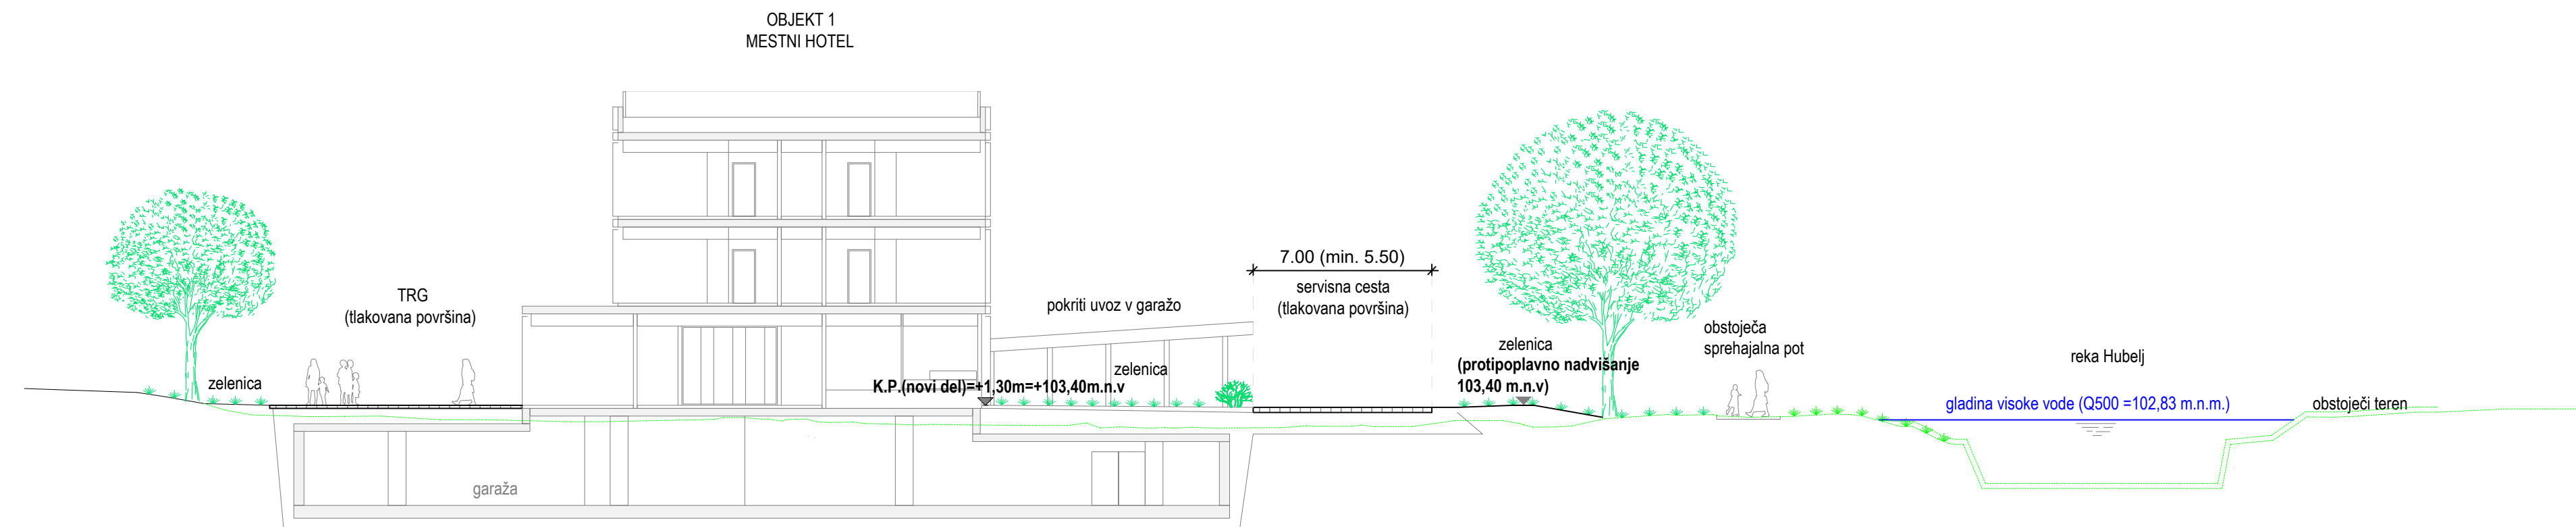 OBJEKT 1
MESTNI HOTEL
7.00 (min. 5.50)
servisna cesta
(tlakovana površina)
TRG
(tlakovana površina)
pokriti uvoz v garažo
obstoječa
sprehajalna pot
zelenica
(protipoplavno nadvišanje
103,40 m.n.v)
reka Hubelj
zelenica
zelenica
K.P.(novi del)=+1,30m=+103,40m.n.v
gladina visoke vode (Q500 =102,83 m.n.m.)
obstoječi teren
garaža